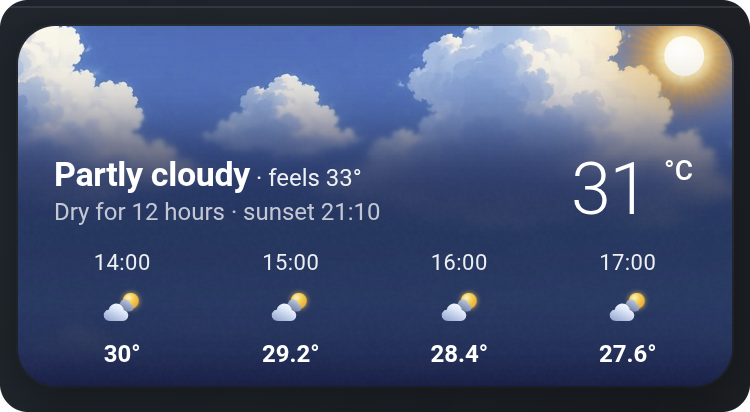 Partly cloudy · feels 33°
31 °C
Dry for 12 hours · sunset 21:10
14:00 15:00 16:00 17:00
30° 29.2° 28.4° 27.6°